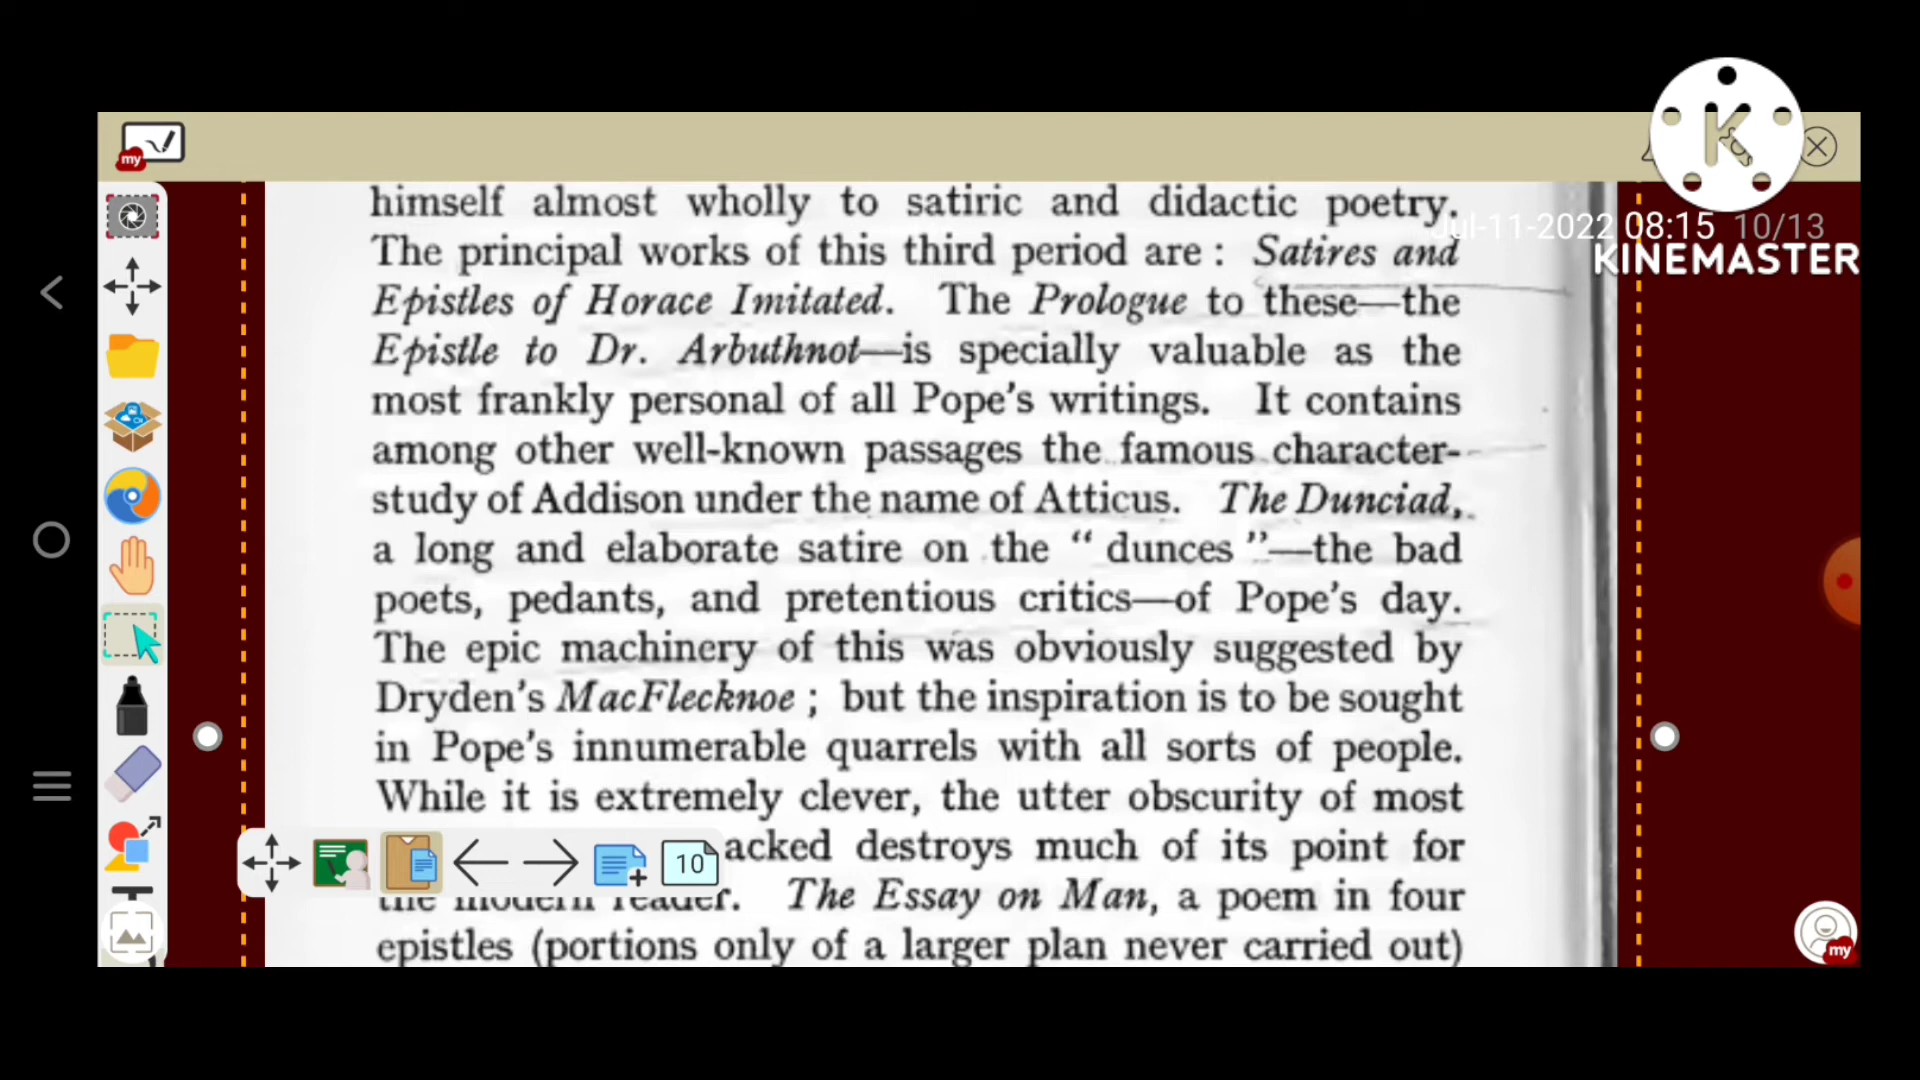 himself almost wholly to satiric and didactic poetry.
The principal works of this third period are : Satires and
Epistles of Horace Imitated. The Prologue to these—the
Epistle to Dr. Arbuthnot—is specially valuable as the
most frankly personal of all Pope's writings. It contains
among other well-known passages the famous character-
study of Addison under the name of Atticus. The Dunciad,
a long and elaborate satire on the “ dunces ”—the bad
poets, pedants, and pretentious critics—of Pope's day.
The epic machinery of this was obviously suggested by
Dryden's MacFlecknoe ; but the inspiration is to be sought
in Pope's innumerable quarrels with all sorts of people.
While it is extremely clever, the utter obscurity of most
acked destroys much of its point for
the modern reader. The Essay on Man, a poem in four
epistles (portions only of a larger plan never carried out)
Jul-11-2022 08:15 10/13
K
KINEMASTER
my
10
my